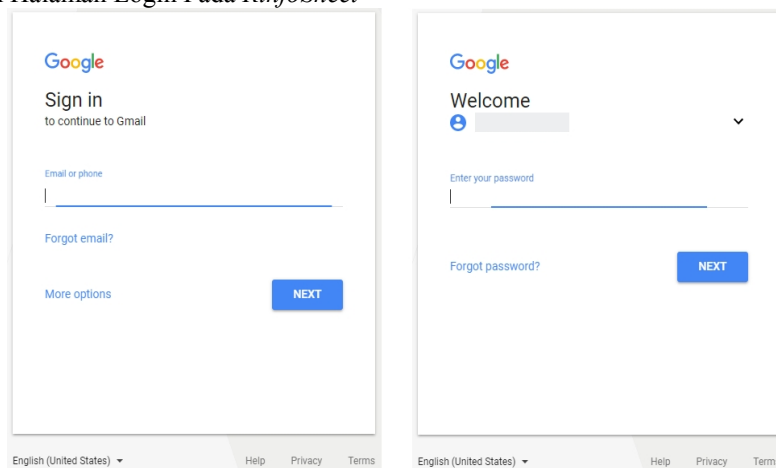 Halaman Login Pada RinfoSheet
Google
Sign in
to continue to Gmail
Email or phone
Forgot email?
More options
NEXT
English (United States)
Help
Privacy
Terms
Google
Welcome
Enter your password
Forgot password?
NEXT
English (United States)
Help
Privacy
Term